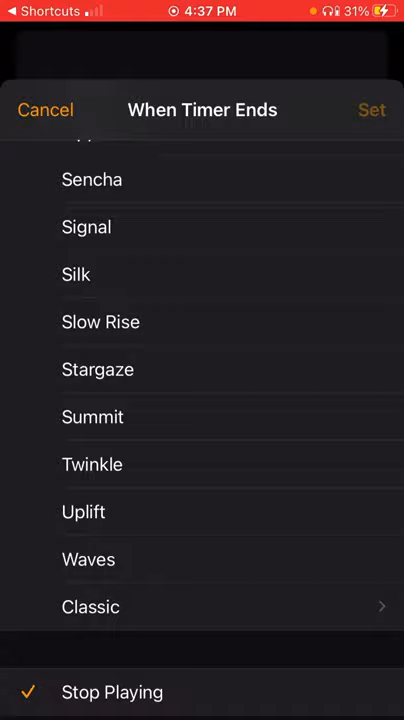 Shortcuts 4:37 PM 31%
Cancel When Timer Ends Set
Sencha
Signal
Silk
Slow Rise
Stargaze
Summit
Twinkle
Uplift
Waves
Classic
Stop Playing